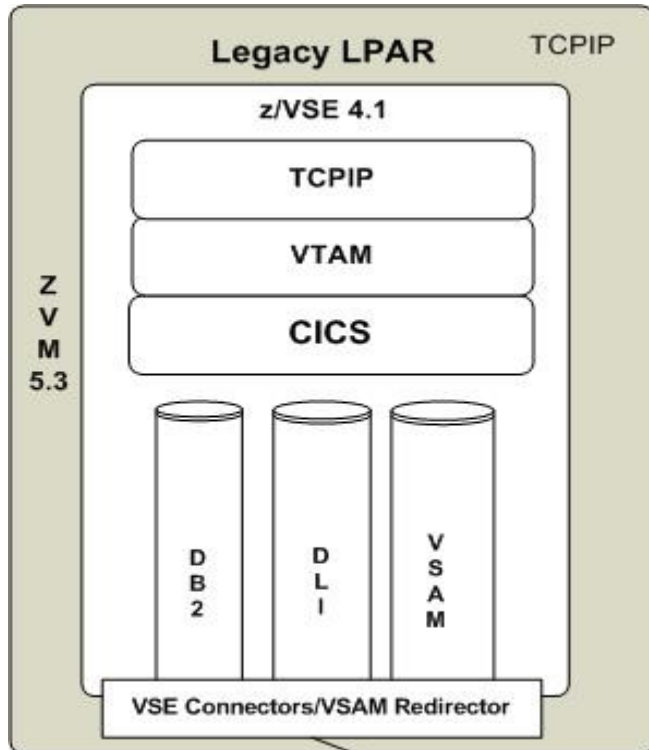 Legacy LPAR
TCPIP
z/VSE 4.1
TCPIP
VTAM
CICS
Z
V
M
5.3
D
B
2
D
L
I
V
S
A
M
VSE Connectors/VSAM Redirector